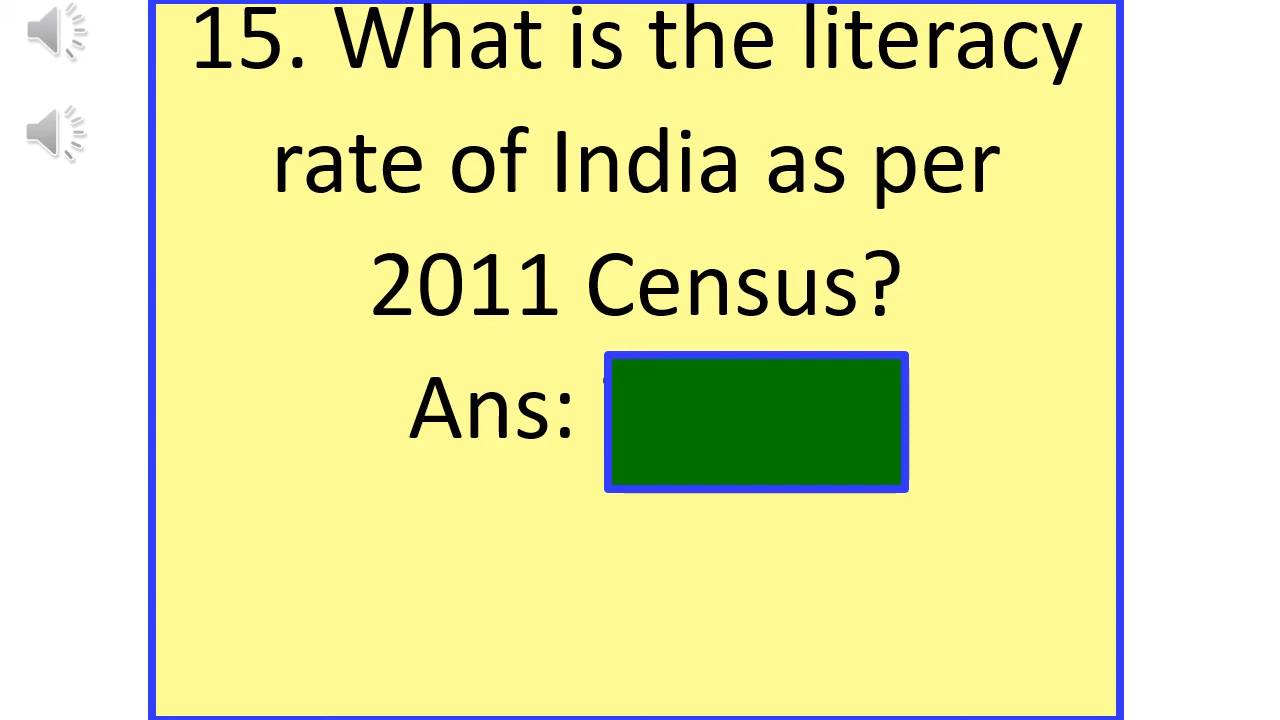 15. What is the literacy
rate of India as per
2011 Census?
Ans: